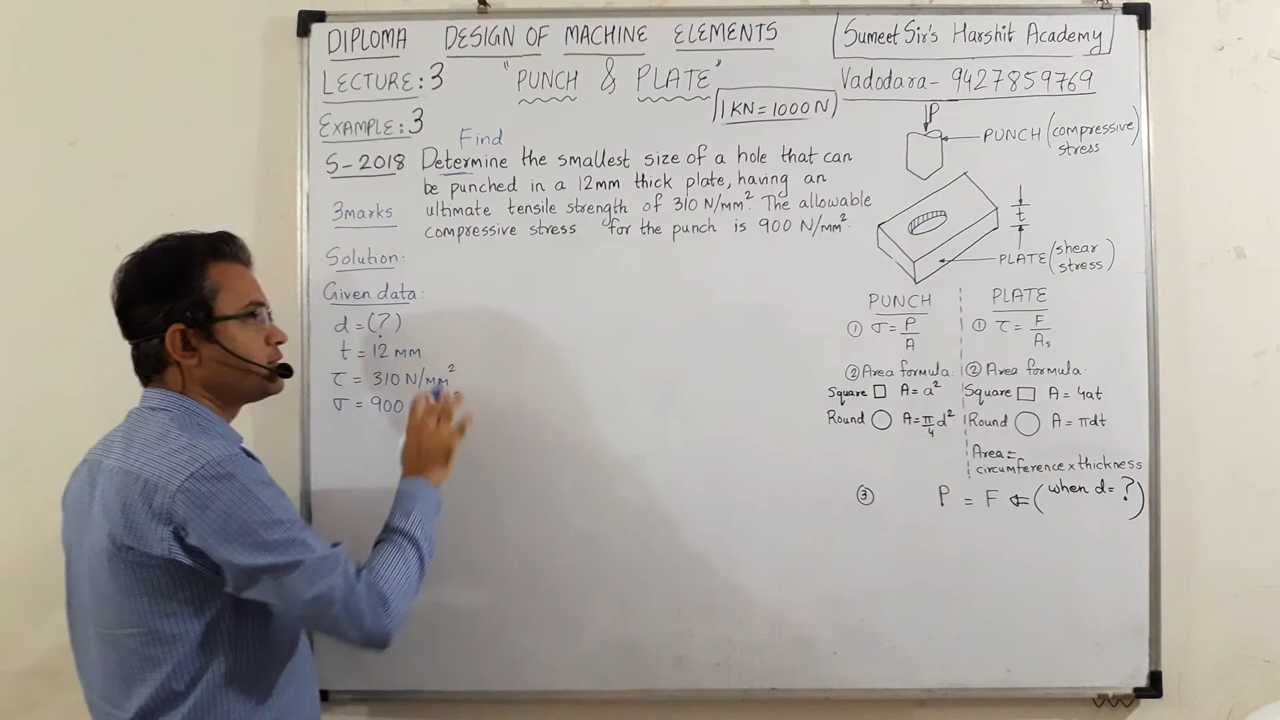 DIPLOMA DESIGN OF MACHINE ELEMENTS
Sumeet Sir's Harshit Academy
LECTURE: 3 "PUNCH & PLATE"
Vadodara- 9427859769
1 KN = 1000 N
EXAMPLE: 3
Find
S-2018 Determine the smallest size of a hole that can
be punched in a 12mm thick plate, having an
3marks ultimate tensile strength of 310 N/mm². The allowable
compressive stress for the punch is 900 N/mm².
P
PUNCH (compressive
stress)
t
PLATE (shear
stress)
Solution:
Given data:
d = (?)
t = 12 mm
τ = 310 N/mm²
σ = 900
PUNCH
① σ = P/A
② Area formula:
Square □ A = a²
Round ○ A = π/4 d²
PLATE
① τ = F/As
② Area formula:
Square □ A = 4at
Round ○ A = πdt
Area =
circumference x thickness
③ P = F ⇐ (when d = ?)